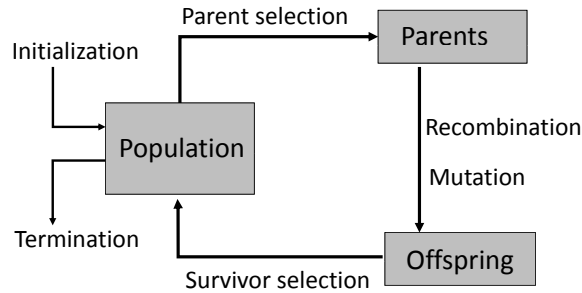 Parent selection
Parents
Initialization
Recombination
Population
Mutation
Termination
Offspring
Survivor selection